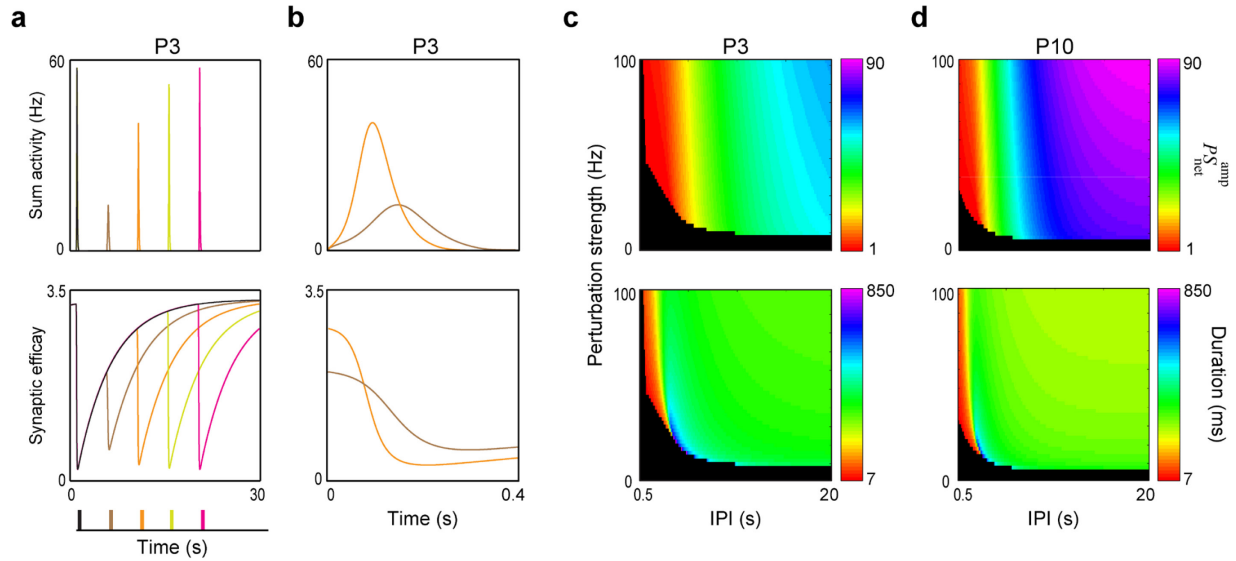 a
b
c
d
P3
P3
P3
P10
60
Sum activity (Hz)
0
60
0
100
Perturbation strength (Hz)
0
90
1
100
0
90
PS net amp
1
3.5
Synaptic efficay
0
0
30
Time (s)
3.5
0
0
0.4
Time (s)
100
0
0.5
20
IPI (s)
850
7
100
0
0.5
20
IPI (s)
850
Duration (ms)
7